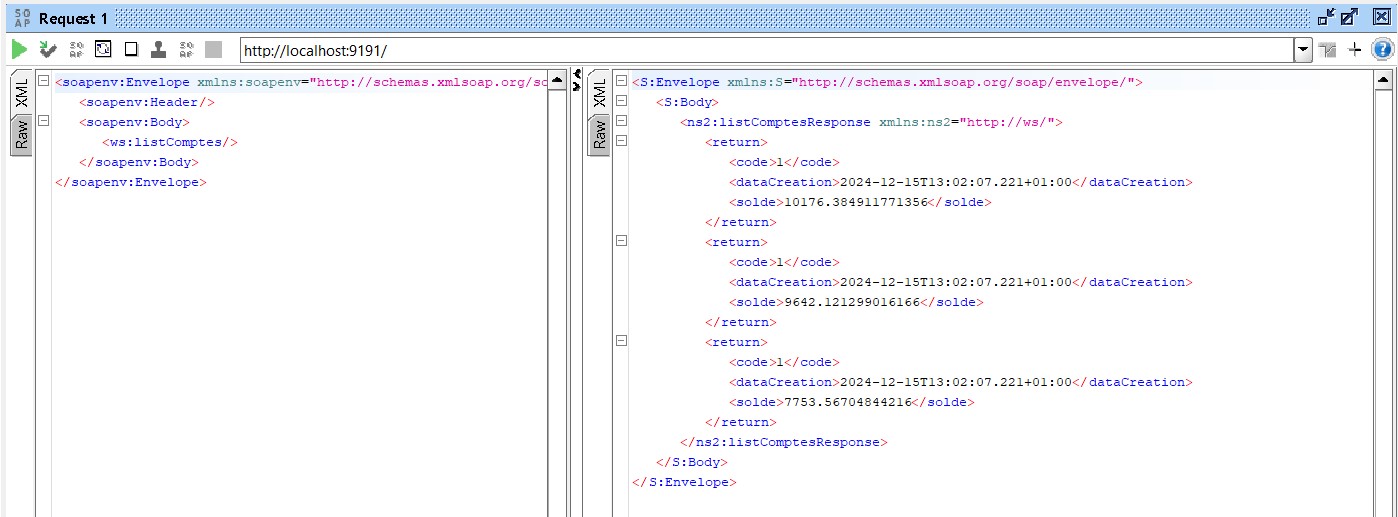 SO
AP
Request 1
SO
AP
SO
AP
http://localhost:9191/
XML
Raw
<soapenv:Envelope xmlns:soapenv="http://schemas.xmlsoap.org/so
<soapenv:Header/>
<soapenv:Body>
<ws:listComptes/>
</soapenv:Body>
</soapenv:Envelope>
XML
Raw
<S:Envelope xmlns:S="http://schemas.xmlsoap.org/soap/envelope/">
<S:Body>
<ns2:listComptesResponse xmlns:ns2="http://ws/">
<return>
<code>1</code>
<dataCreation>2024-12-15T13:02:07.221+01:00</dataCreation>
<solde>10176.384911771356</solde>
</return>
<return>
<code>1</code>
<dataCreation>2024-12-15T13:02:07.221+01:00</dataCreation>
<solde>9642.121299016166</solde>
</return>
<return>
<code>1</code>
<dataCreation>2024-12-15T13:02:07.221+01:00</dataCreation>
<solde>7753.56704844216</solde>
</return>
</ns2:listComptesResponse>
</S:Body>
</S:Envelope>